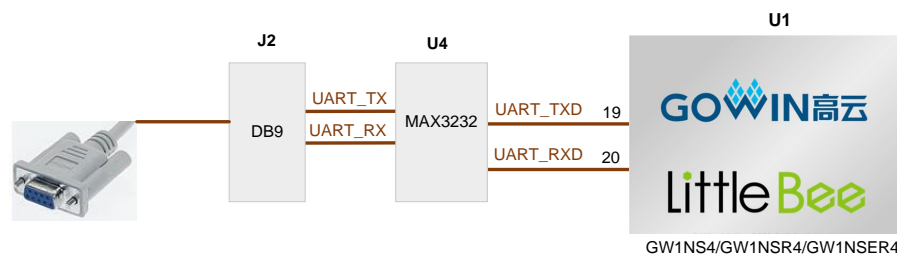 J2
U4
U1
DB9
UART_TX
UART_RX
MAX3232
UART_TXD 19
UART_RXD 20
GOWIN高云
LittleBee
GW1NS4/GW1NSR4/GW1NSER4